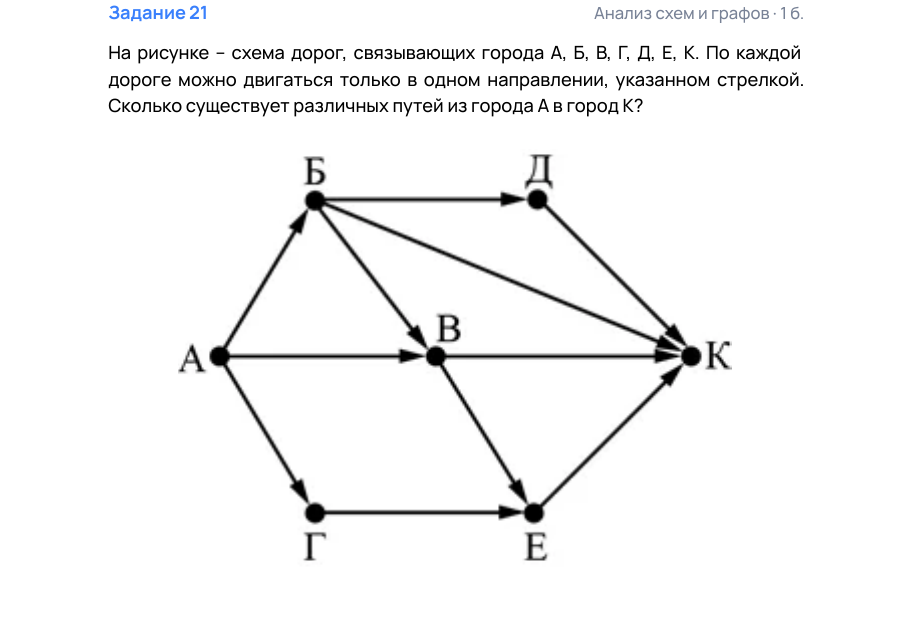 Задание 21
Анализ схем и графов · 1 б.
На рисунке – схема дорог, связывающих города А, Б, В, Г, Д, Е, К. По каждой
дороге можно двигаться только в одном направлении, указанном стрелкой.
Сколько существует различных путей из города А в город К?
Б
Д
В
А
К
Г
Е